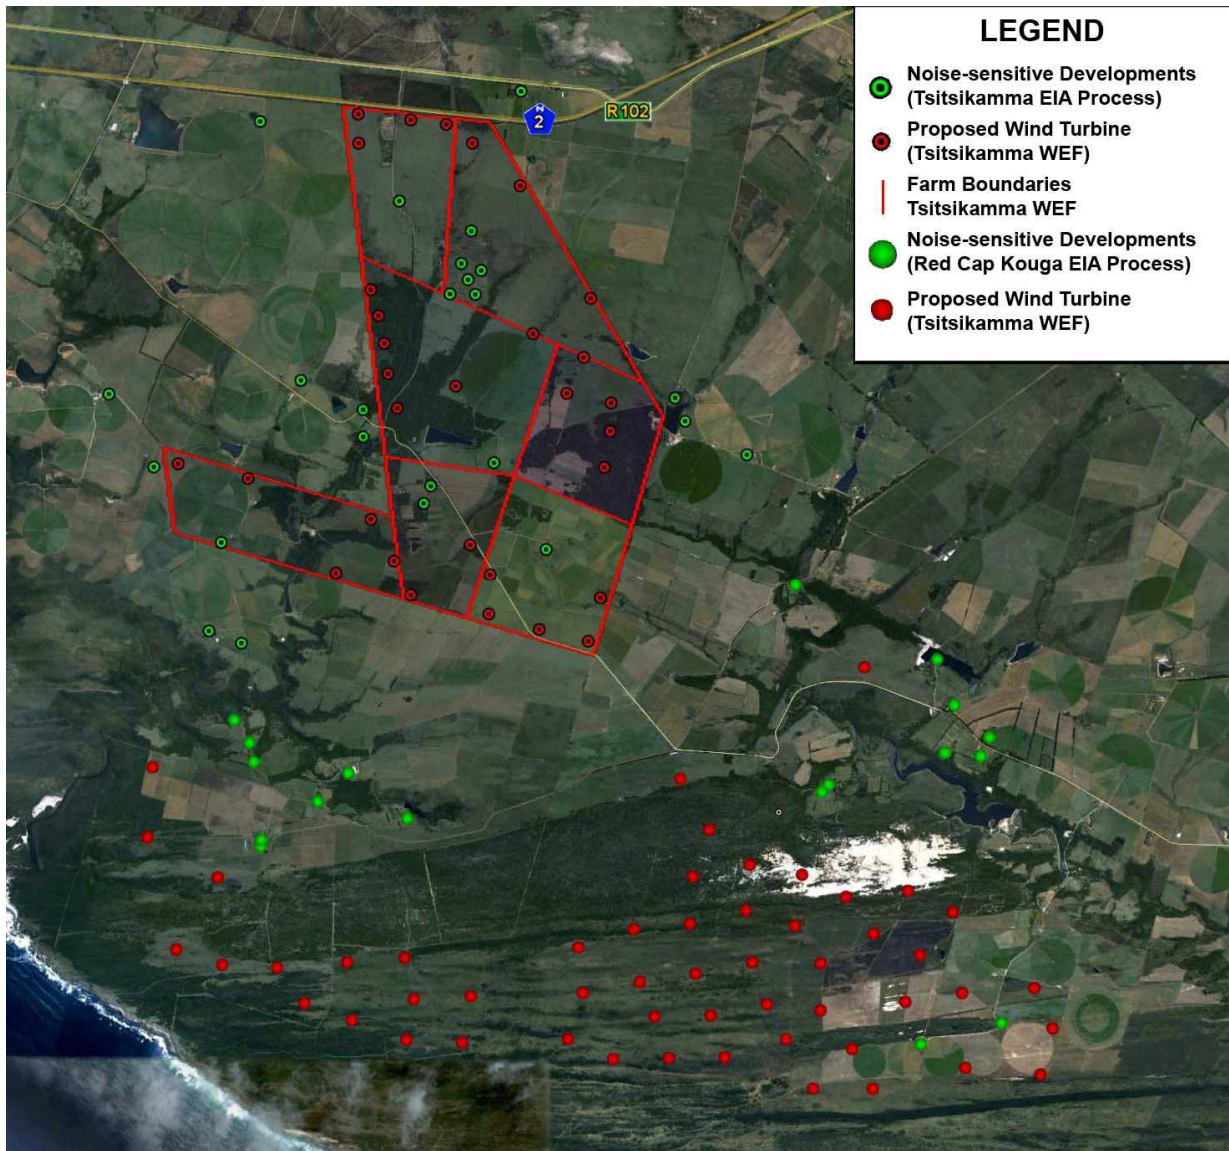 LEGEND
Noise-sensitive Developments
(Tsitsikamma EIA Process)
Proposed Wind Turbine
(Tsitsikamma WEF)
Farm Boundaries
Tsitsikamma WEF
Noise-sensitive Developments
(Red Cap Kouga EIA Process)
Proposed Wind Turbine
(Tsitsikamma WEF)
N
2
R 102